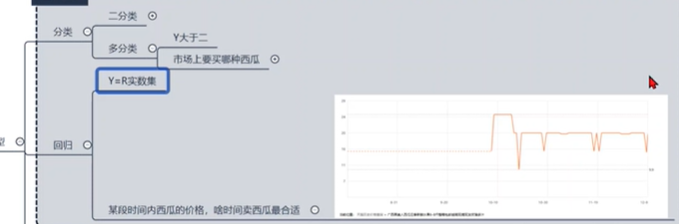 二分类
分类
多分类
Y大于二
市场上要买哪种西瓜
Y=R实数集
型
回归
某段时间内西瓜的价格，啥时间卖西瓜最合适